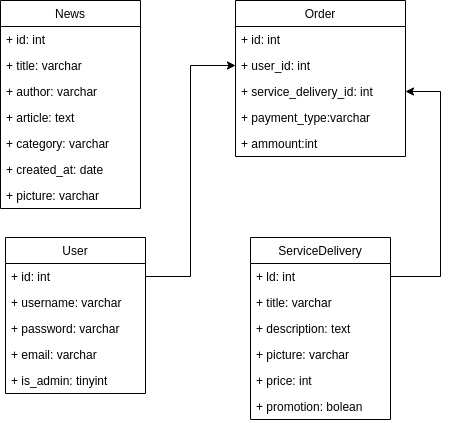 News
+ id: int
+ title: varchar
+ author: varchar
+ article: text
+ category: varchar
+ created_at: date
+ picture: varchar
Order
+ id: int
+ user_id: int
+ service_delivery_id: int
+ payment_type:varchar
+ ammount:int
User
+ id: int
+ username: varchar
+ password: varchar
+ email: varchar
+ is_admin: tinyint
ServiceDelivery
+ Id: int
+ title: varchar
+ description: text
+ picture: varchar
+ price: int
+ promotion: bolean